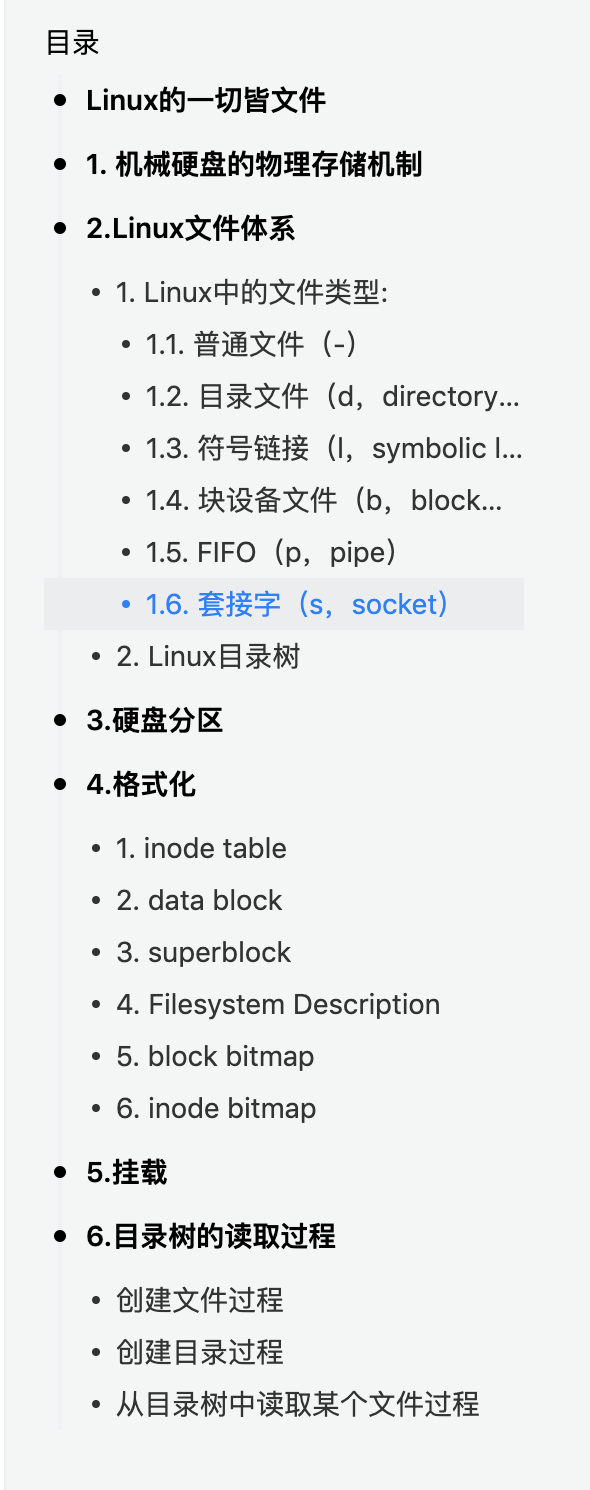 目录
Linux的一切皆文件
1. 机械硬盘的物理存储机制
2.Linux文件体系
1. Linux中的文件类型:
1.1. 普通文件（-）
1.2. 目录文件（d，directory...
1.3. 符号链接（l，symbolic l...
1.4. 块设备文件（b，block...
1.5. FIFO（p，pipe）
1.6. 套接字（s，socket）
2. Linux目录树
3.硬盘分区
4.格式化
1. inode table
2. data block
3. superblock
4. Filesystem Description
5. block bitmap
6. inode bitmap
5.挂载
6.目录树的读取过程
创建文件过程
创建目录过程
从目录树中读取某个文件过程